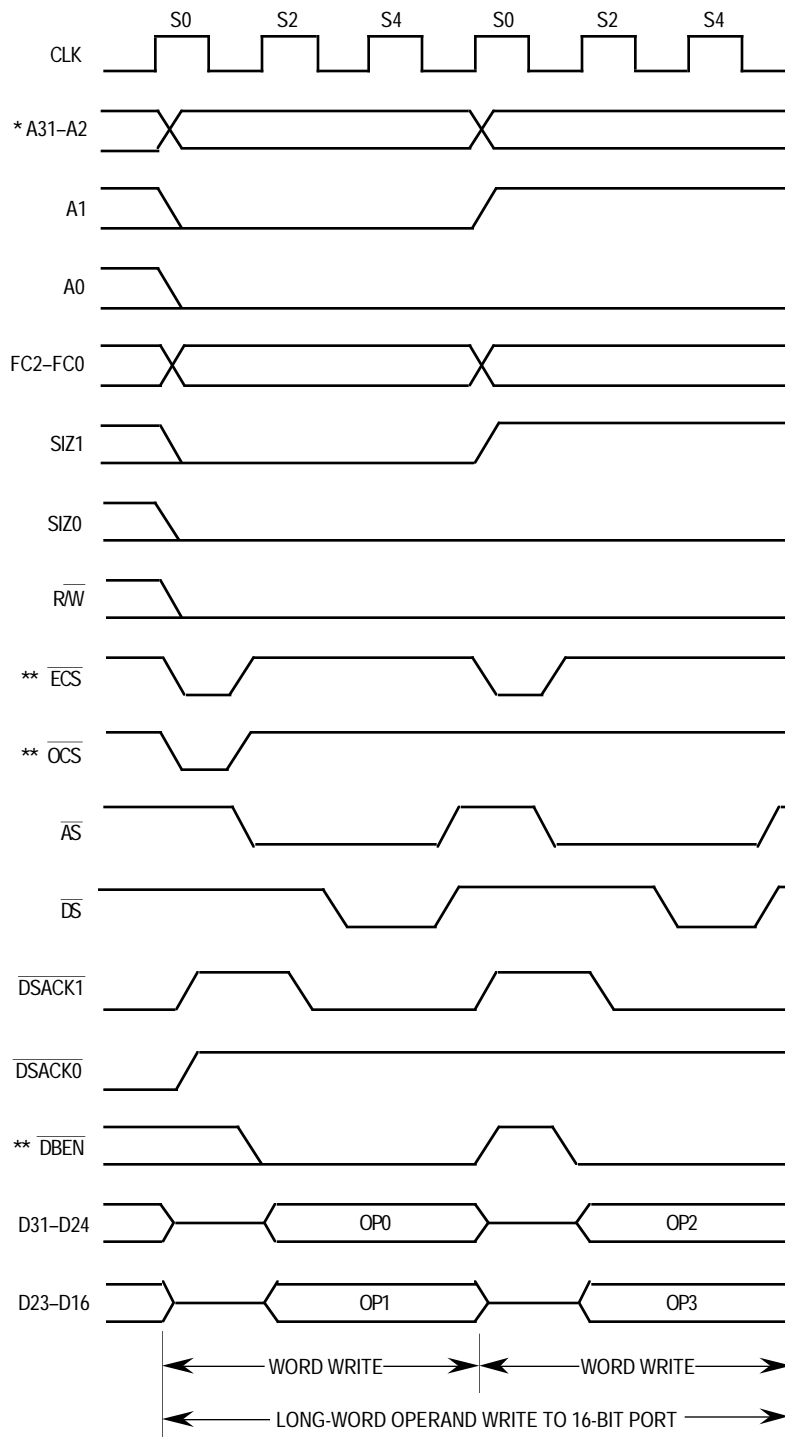 S0 S2 S4 S0 S2 S4
CLK
* A31–A2
A1
A0
FC2–FC0
SIZ1
SIZ0
R/W
** ECS
** OCS
AS
DS
DSACK1
DSACK0
** DBEN
D31–D24 OP0 OP2
D23–D16 OP1 OP3
WORD WRITE WORD WRITE
LONG-WORD OPERAND WRITE TO 16-BIT PORT